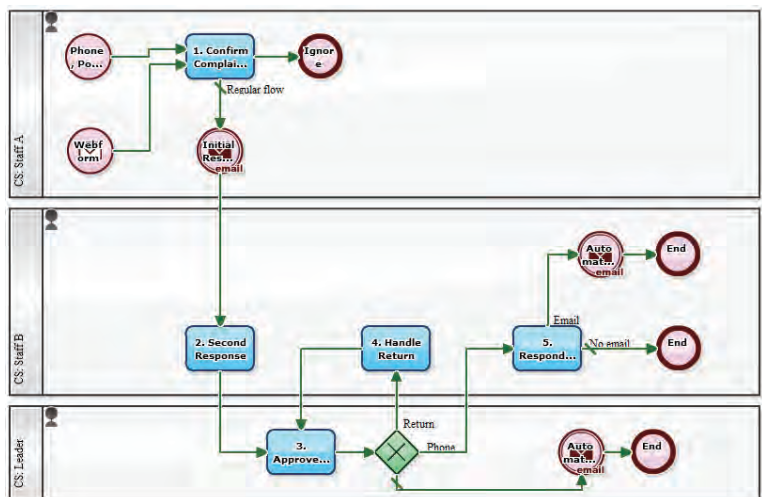 CS: Staff A
Phone
, Po...
1. Confirm
Complai...
Ignor
e
Regular flow
Webf
orm
Initial
Res...
email
CS: Staff B
Auto
mat...
email
End
Email
2. Second
Response
4. Handle
Return
5.
Respond...
No email
End
CS: Leader
Return
3.
Approve...
Phone
Auto
mat...
email
End